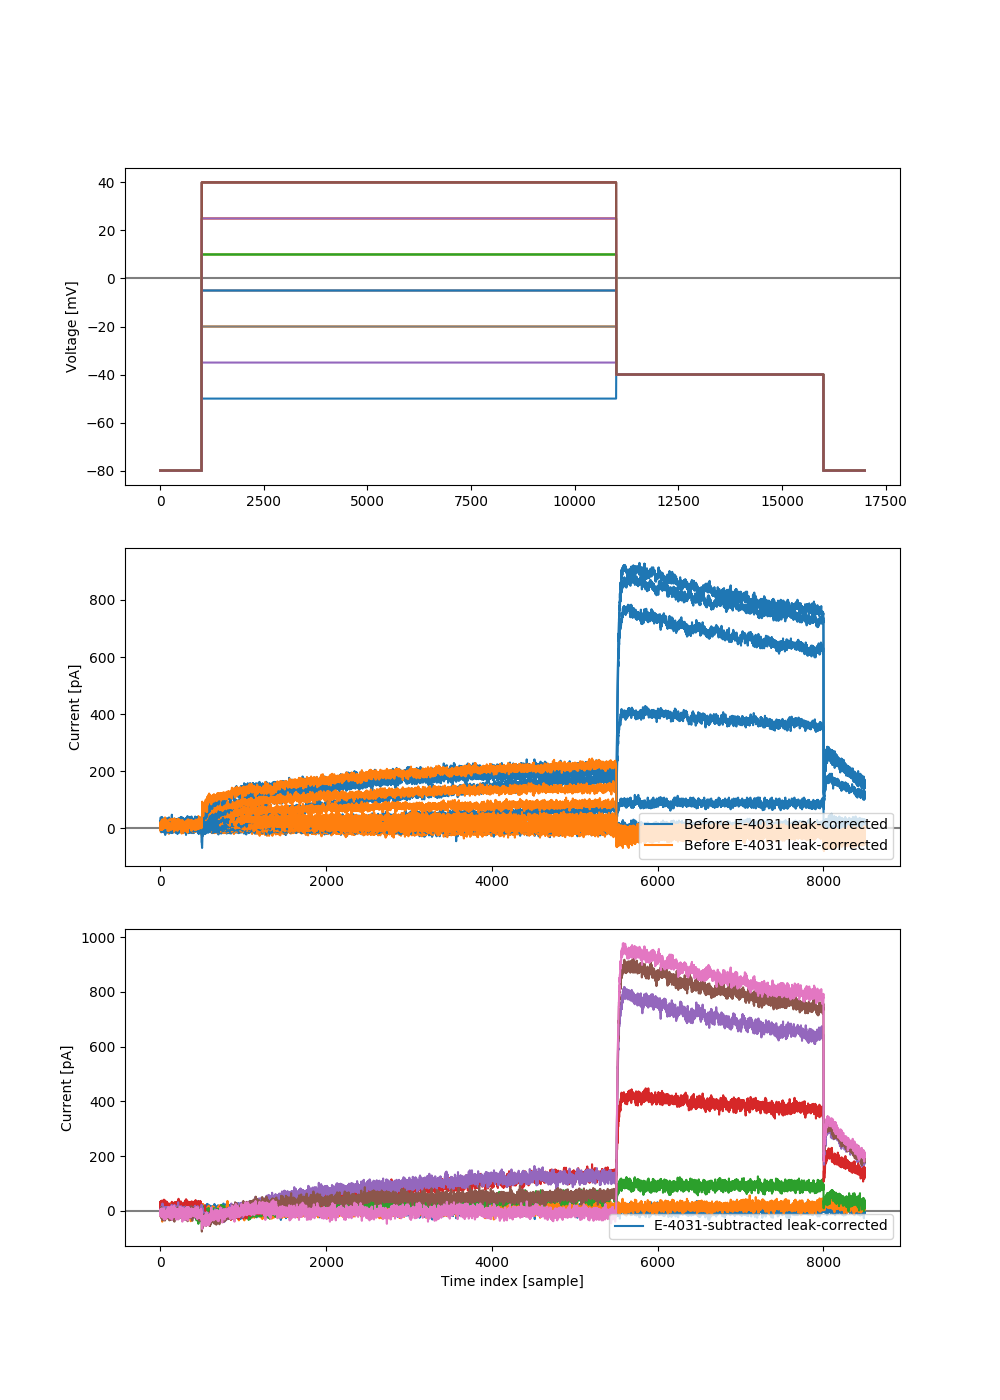 40
20
0
−20
−40
−60
−80
Voltage [mV]
0 2500 5000 7500 10000 12500 15000 17500
800
600
400
200
0
Current [pA]
Before E-4031 leak-corrected
Before E-4031 leak-corrected
0 2000 4000 6000 8000
1000
800
600
400
200
0
Current [pA]
E-4031-subtracted leak-corrected
0 2000 4000 6000 8000
Time index [sample]